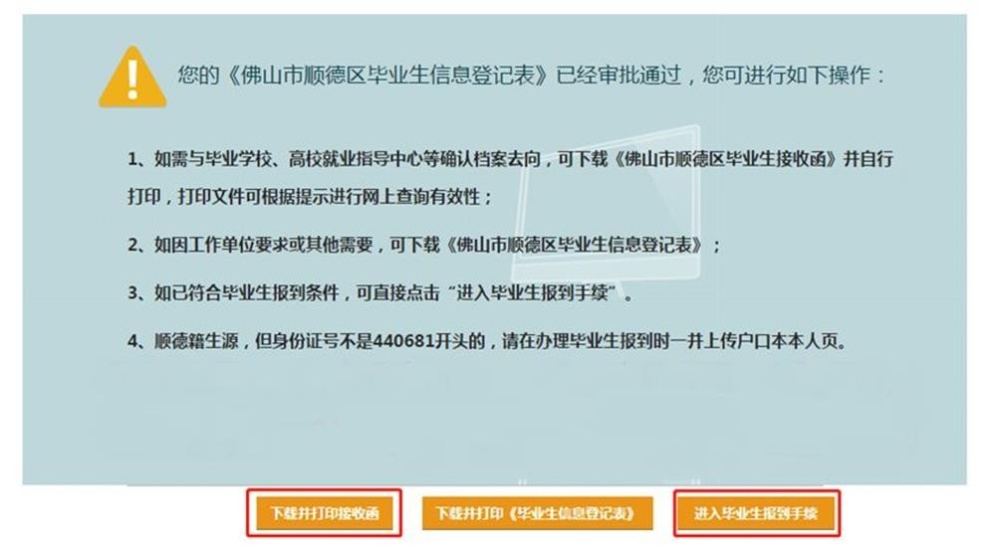 您的《佛山市顺德区毕业生信息登记表》已经审批通过，您可进行如下操作：
1、如需与毕业学校、高校就业指导中心等确认档案去向，可下载《佛山市顺德区毕业生接收函》并自行
打印，打印文件可根据提示进行网上查询有效性；
2、如因工作单位要求或其他需要，可下载《佛山市顺德区毕业生信息登记表》；
3、如已符合毕业生报到条件，可直接点击“进入毕业生报到手续”。
4、顺德籍生源，但身份证号不是440681开头的，请在办理毕业生报到时一并上传户口本本人页。
下载并打印接收函
下载并打印《毕业生信息登记表》
进入毕业生报到手续